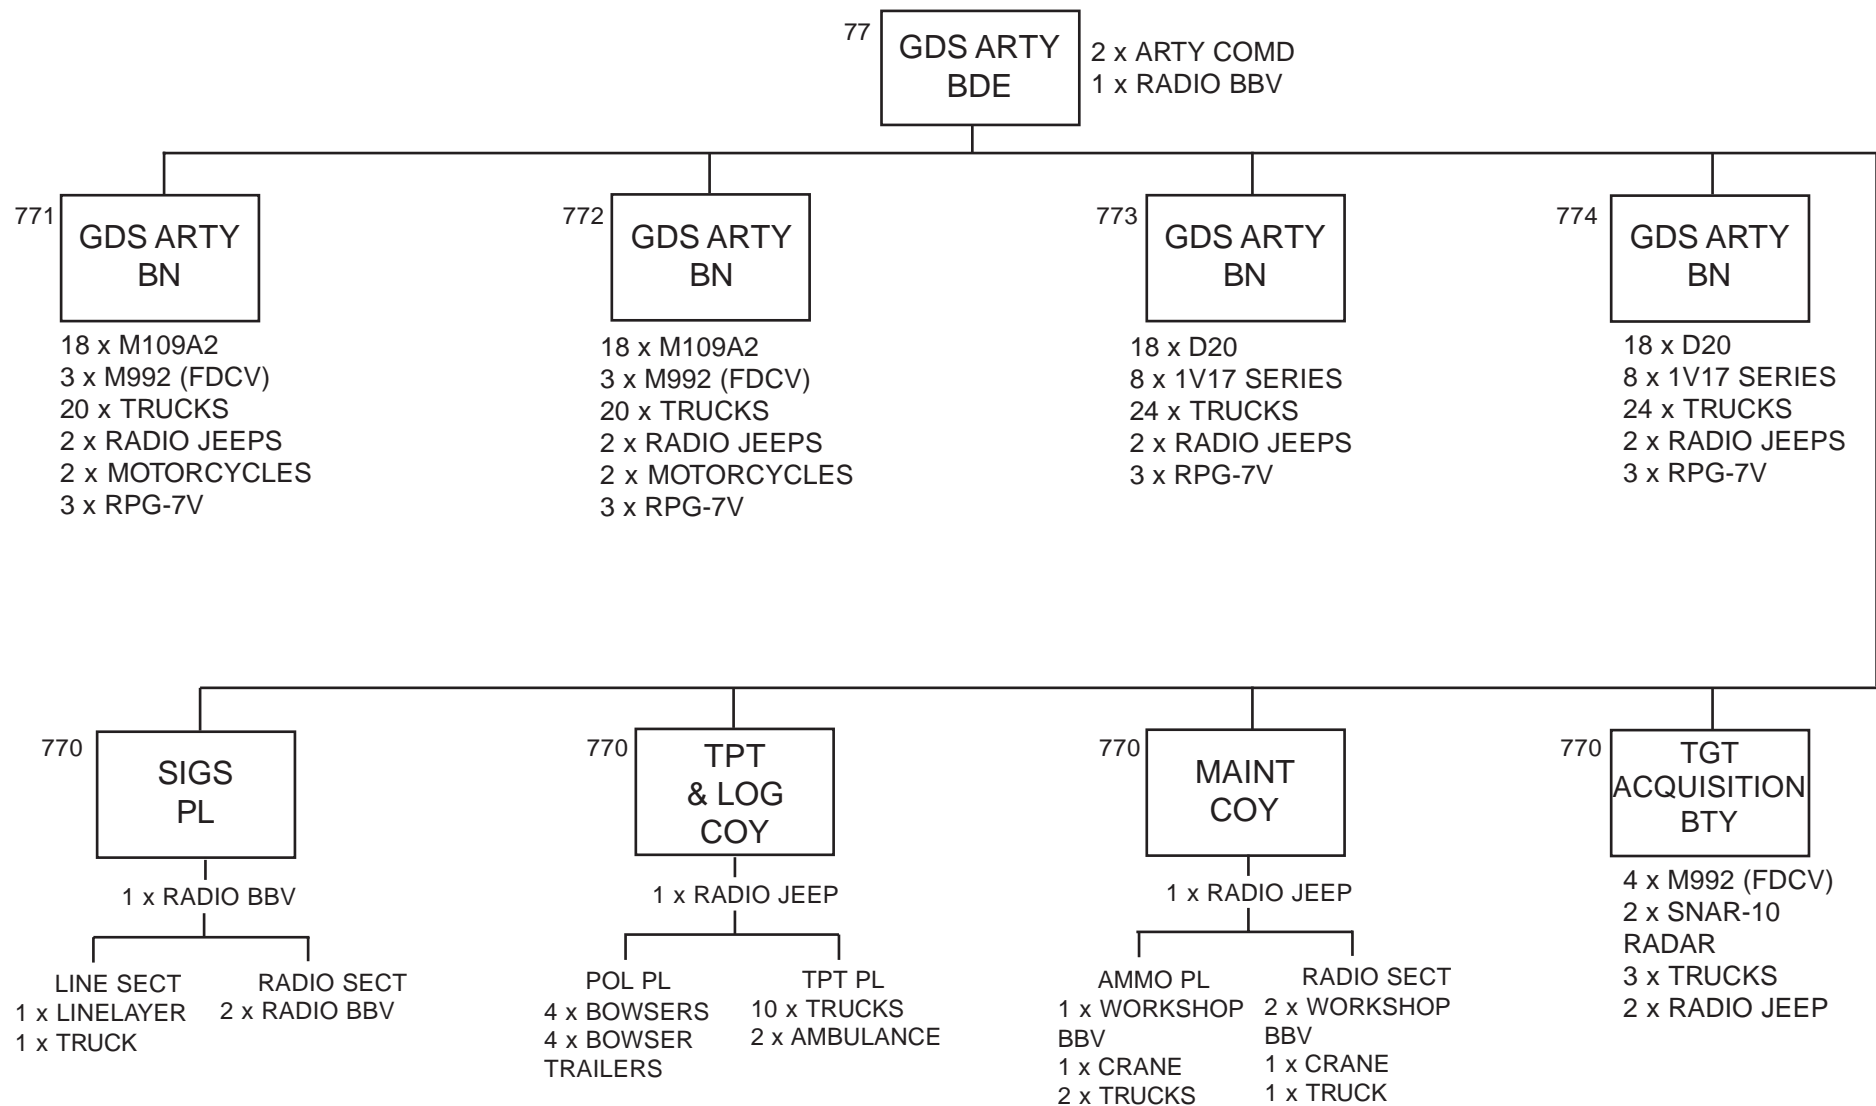 77
GDS ARTY
BDE
2 x ARTY COMD
1 x RADIO BBV
771
GDS ARTY
BN
18 x M109A2
3 x M992 (FDCV)
20 x TRUCKS
2 x RADIO JEEPS
2 x MOTORCYCLES
3 x RPG-7V
772
GDS ARTY
BN
18 x M109A2
3 x M992 (FDCV)
20 x TRUCKS
2 x RADIO JEEPS
2 x MOTORCYCLES
3 x RPG-7V
773
GDS ARTY
BN
18 x D20
8 x 1V17 SERIES
24 x TRUCKS
2 x RADIO JEEPS
3 x RPG-7V
774
GDS ARTY
BN
18 x D20
8 x 1V17 SERIES
24 x TRUCKS
2 x RADIO JEEPS
3 x RPG-7V
770
SIGS
PL
1 x RADIO BBV
LINE SECT
1 x LINELAYER
1 x TRUCK
RADIO SECT
2 x RADIO BBV
770
TPT
& LOG
COY
1 x RADIO JEEP
POL PL
4 x BOWSERS
4 x BOWSER
TRAILERS
TPT PL
10 x TRUCKS
2 x AMBULANCE
770
MAINT
COY
1 x RADIO JEEP
AMMO PL
1 x WORKSHOP
BBV
1 x CRANE
2 x TRUCKS
RADIO SECT
2 x WORKSHOP
BBV
1 x CRANE
1 x TRUCK
770
TGT
ACQUISITION
BTY
4 x M992 (FDCV)
2 x SNAR-10
RADAR
3 x TRUCKS
2 x RADIO JEEP